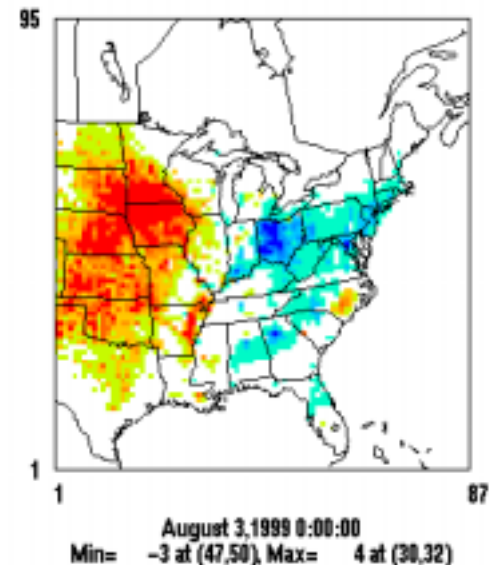 95
1
1 87
August 3,1999 0:00:00
Min= -3 at (47,50), Max= 4 at (30,32)